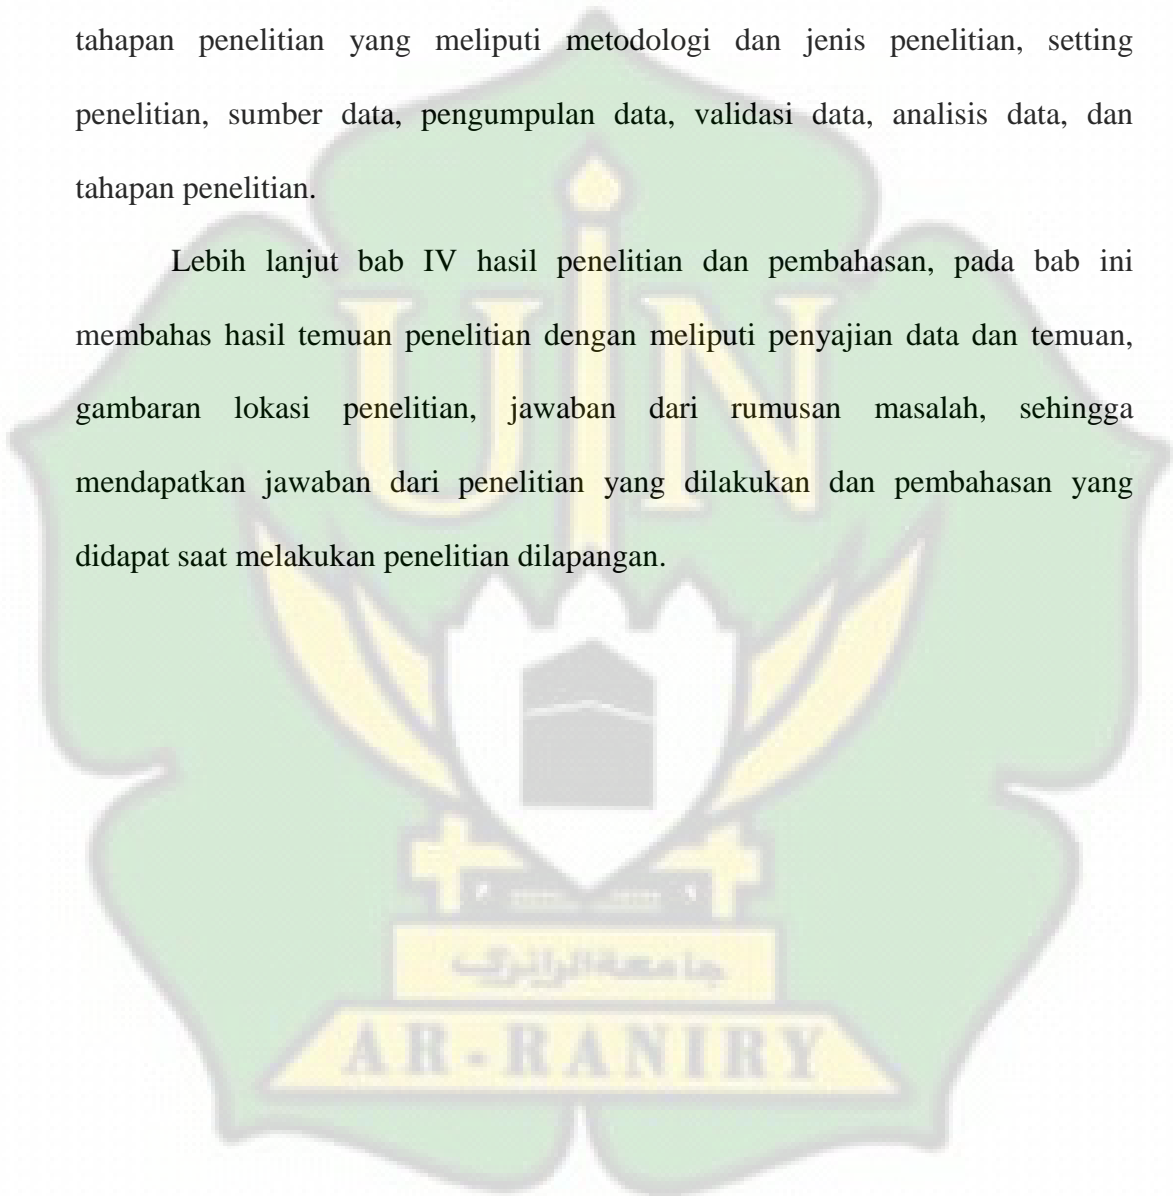 tahapan penelitian yang meliputi metodologi dan jenis penelitian, setting
penelitian, sumber data, pengumpulan data, validasi data, analisis data, dan
tahapan penelitian.
Lebih lanjut bab IV hasil penelitian dan pembahasan, pada bab ini
membahas hasil temuan penelitian dengan meliputi penyajian data dan temuan,
gambaran lokasi penelitian, jawaban dari rumusan masalah, sehingga
mendapatkan jawaban dari penelitian yang dilakukan dan pembahasan yang
didapat saat melakukan penelitian dilapangan.
UIN
جامعة الرانري
AR-RANIRY